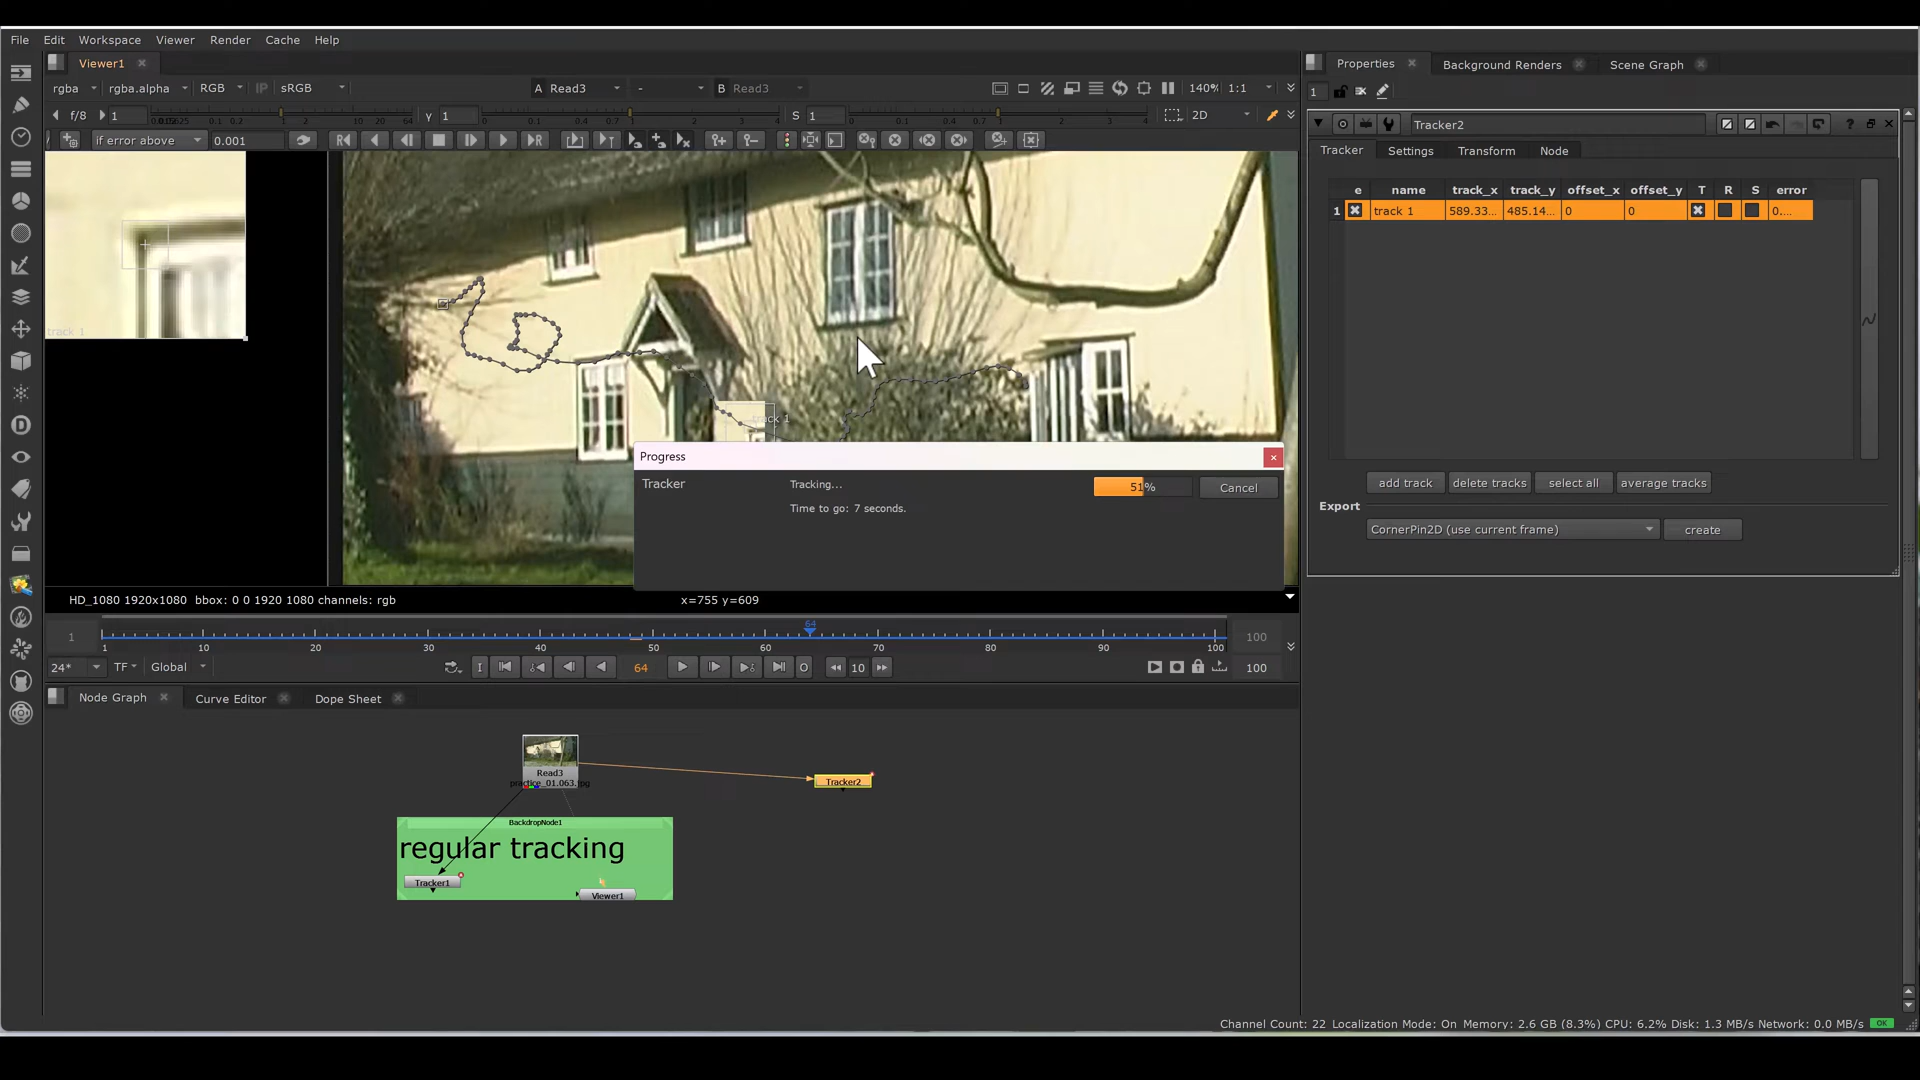 File Edit Workspace Viewer Render Cache Help
Viewer1
rgba rgba.alpha RGB IP sRGB A Read3 - B Read3 140% 1:1
f/8 1 γ 1 S 1 2D
if error above 0.001
track 1
track 1
Progress
Tracker Tracking... 51% Cancel
Time to go: 7 seconds.
HD_1080 1920x1080 bbox: 0 0 1920 1080 channels: rgb x=755 y=609
64
1 100
1 10 20 30 40 50 60 70 80 90 100
24* TF Global I 64 O 10 100
Node Graph Curve Editor Dope Sheet
Read3
practice_01.063.jpg
Tracker2
BackdropNode1
regular tracking
Tracker1
Viewer1
Properties Background Renders Scene Graph
1
Tracker2
Tracker Settings Transform Node
e name track_x track_y offset_x offset_y T R S error
1 track 1 589.33... 485.14... 0 0 0....
add track delete tracks select all average tracks
Export
CornerPin2D (use current frame) create
Channel Count: 22 Localization Mode: On Memory: 2.6 GB (8.3%) CPU: 6.2% Disk: 1.3 MB/s Network: 0.0 MB/s OK